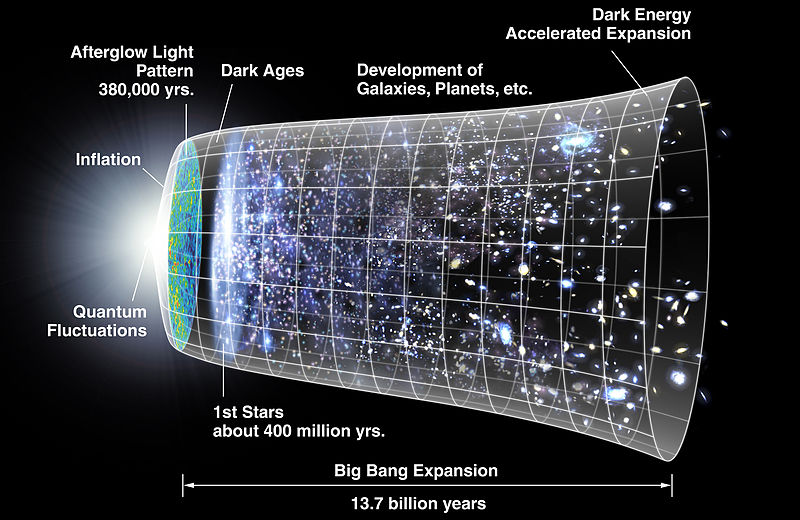 Dark Energy
Accelerated Expansion
Afterglow Light
Pattern
380,000 yrs.
Dark Ages
Development of
Galaxies, Planets, etc.
Inflation
Quantum
Fluctuations
1st Stars
about 400 million yrs.
Big Bang Expansion
13.7 billion years